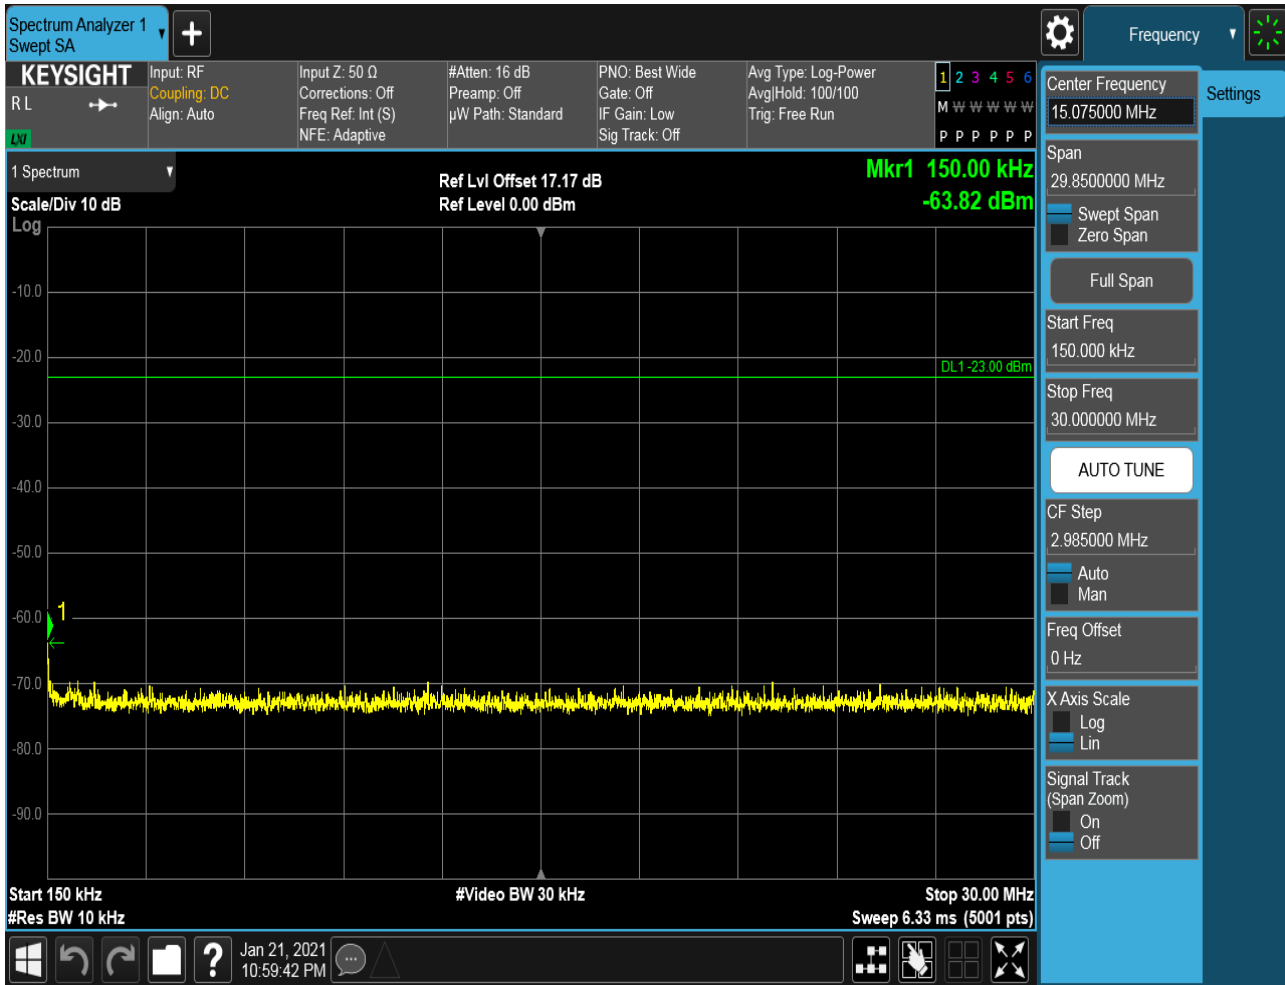 Spectrum Analyzer 1
Swept SA
+
Frequency
KEYSIGHT
R L
LXI
Input: RF
Coupling: DC
Align: Auto
Input Z: 50 Ω
Corrections: Off
Freq Ref: Int (S)
NFE: Adaptive
#Atten: 16 dB
Preamp: Off
µW Path: Standard
PNO: Best Wide
Gate: Off
IF Gain: Low
Sig Track: Off
Avg Type: Log-Power
Avg|Hold: 100/100
Trig: Free Run
1 2 3 4 5 6
M W W W W W
P P P P P P
1 Spectrum
Scale/Div 10 dB
Log
Ref Lvl Offset 17.17 dB
Ref Level 0.00 dBm
Mkr1 150.00 kHz
-63.82 dBm
-10.0
-20.0
DL1 -23.00 dBm
-30.0
-40.0
-50.0
-60.0
1
-70.0
-80.0
-90.0
Start 150 kHz
#Res BW 10 kHz
#Video BW 30 kHz
Stop 30.00 MHz
Sweep 6.33 ms (5001 pts)
Center Frequency
15.075000 MHz
Settings
Span
29.8500000 MHz
Swept Span
Zero Span
Full Span
Start Freq
150.000 kHz
Stop Freq
30.000000 MHz
AUTO TUNE
CF Step
2.985000 MHz
Auto
Man
Freq Offset
0 Hz
X Axis Scale
Log
Lin
Signal Track
(Span Zoom)
On
Off
?
Jan 21, 2021
10:59:42 PM